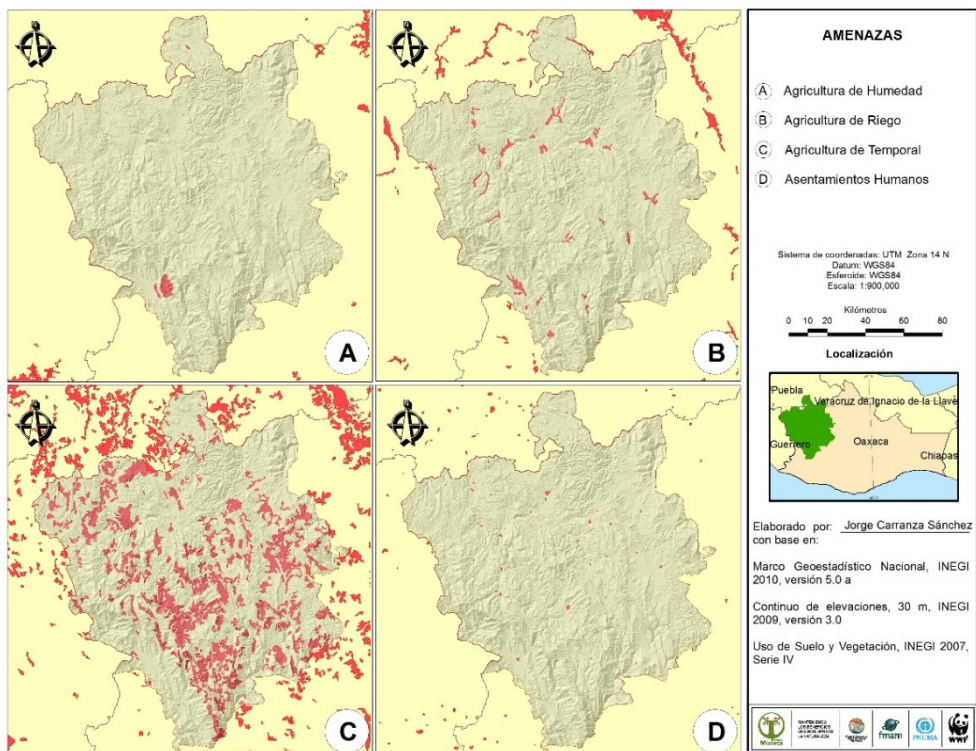 A
B
C
D
AMENAZAS
A Agricultura de Humedad
B Agricultura de Riego
C Agricultura de Temporal
D Asentamientos Humanos
Sistema de coordenadas: UTM Zona 14 N
Datum: WGS84
Esferoide: WGS84
Escala: 1:900,000
Kilómetros
0 10 20 40 60 80
Localización
Puebla
Veracruz de Ignacio de la Llave
Guerrero
Oaxaca
Chiapas
Elaborado por: Jorge Carranza Sánchez
con base en:
Marco Geoestadístico Nacional, INEGI
2010, versión 5.0 a
Continuo de elevaciones, 30 m, INEGI
2009, versión 3.0
Uso de Suelo y Vegetación, INEGI 2007,
Serie IV
Mixteca
MANTENIENDO
LOS BENEFICIOS
fmam
PNUMA
WWF